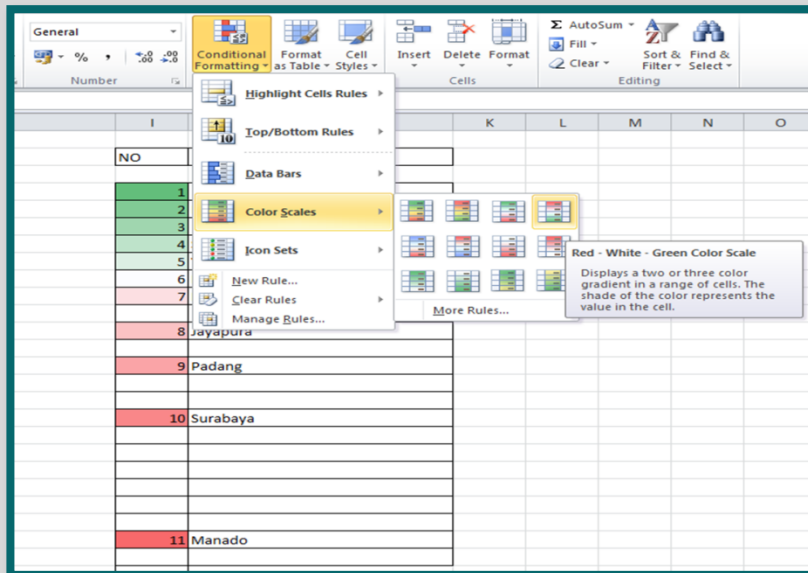 General
% ,
.0 .00
.00 .0
Number
Conditional Formatting
Format as Table
Cell Styles
Insert Delete Format
Cells
Σ AutoSum
Fill
Clear
Sort & Filter
Find & Select
Editing
I K L M N O
NO
Highlight Cells Rules
Top/Bottom Rules
Data Bars
Color Scales
Icon Sets
New Rule...
Clear Rules
Manage Rules...
More Rules...
Red - White - Green Color Scale
Displays a two or three color
gradient in a range of cells. The
shade of the color represents the
value in the cell.
1
2
3
4
5
6
7
8 Jayapura
9 Padang
10 Surabaya
11 Manado